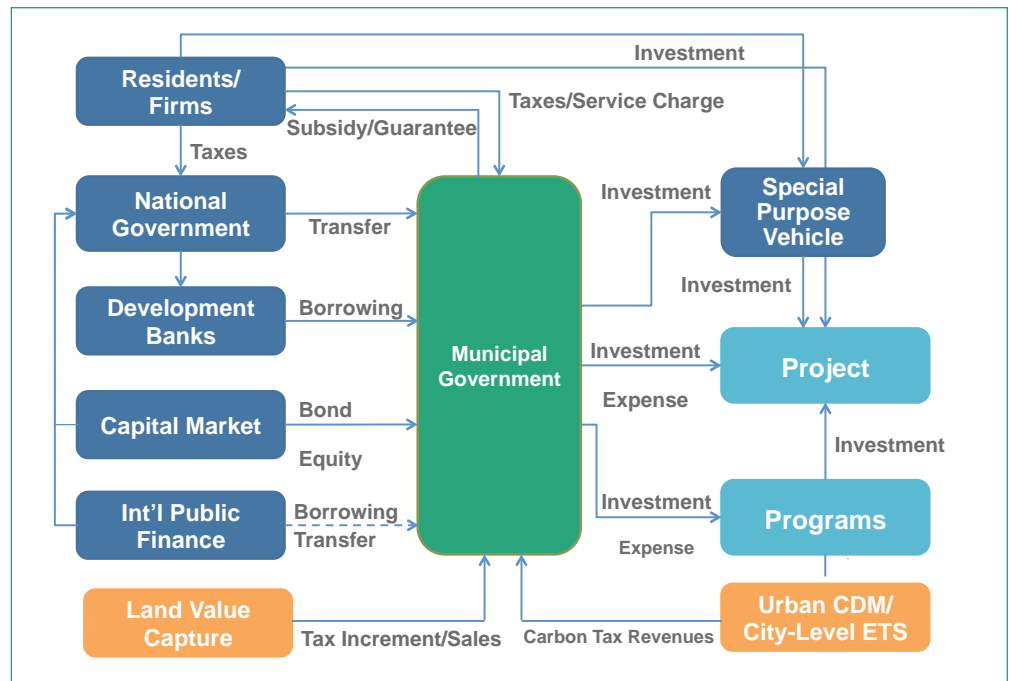 Investment
Residents/
Firms
Taxes/Service Charge
Subsidy/Guarantee
Taxes
National
Government
Transfer
Investment
Special
Purpose
Vehicle
Investment
Development
Banks
Borrowing
Municipal
Government
Investment
Project
Expense
Capital Market
Bond
Equity
Investment
Int'l Public
Finance
Borrowing
Transfer
Investment
Programs
Expense
Land Value
Capture
Tax Increment/Sales
Carbon Tax Revenues
Urban CDM/
City-Level ETS